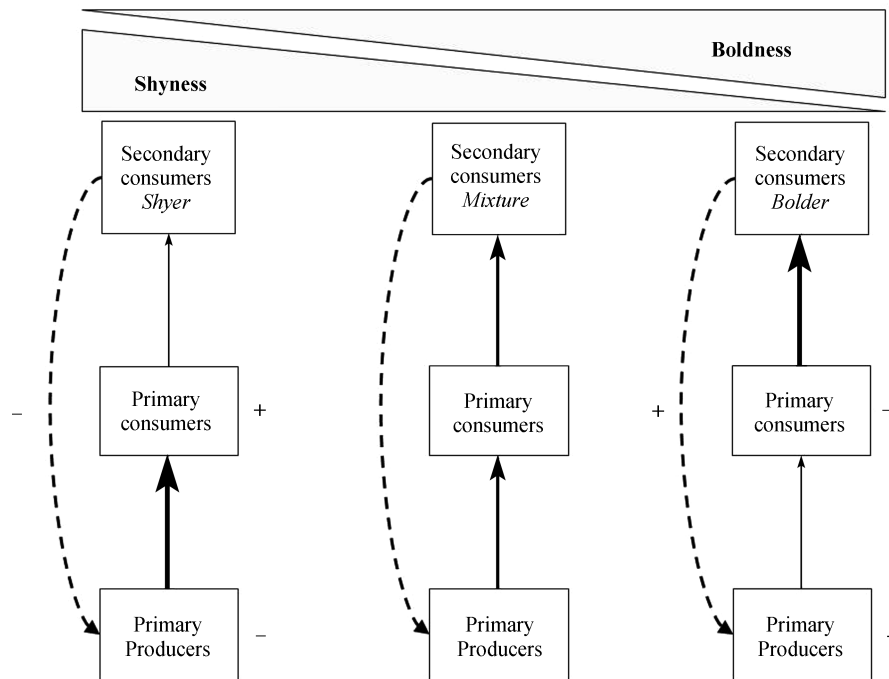 Boldness
Shyness
Secondary
consumers
Shyer
Secondary
consumers
Mixture
Secondary
consumers
Bolder
–
Primary
consumers
+
Primary
consumers
+
Primary
consumers
–
Primary
Producers
–
Primary
Producers
Primary
Producers